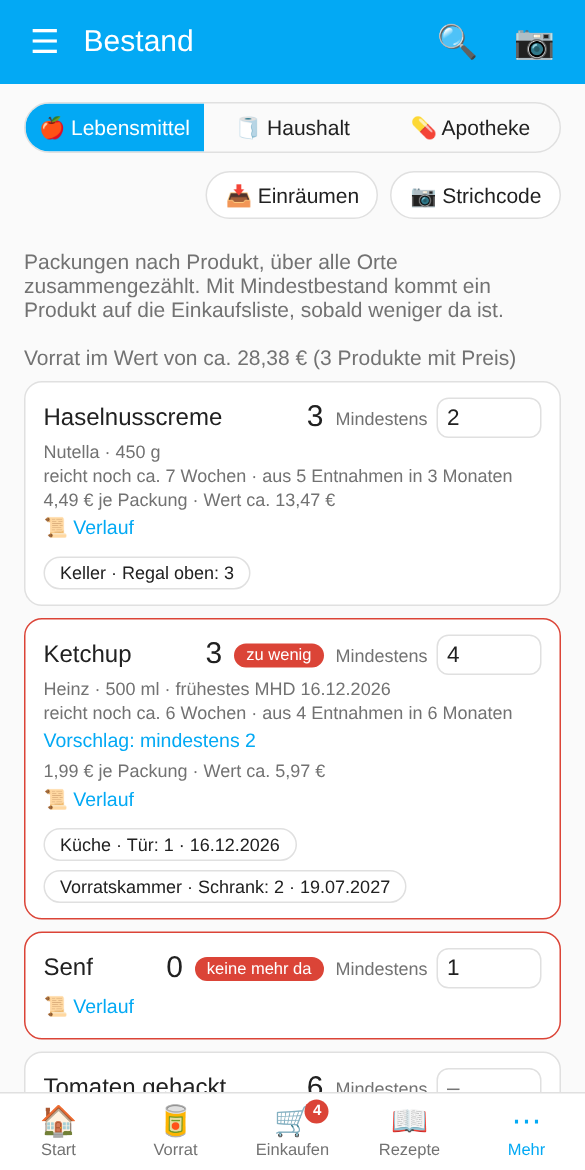 ☰ Bestand 🔍 📷
🍎 Lebensmittel 🧻 Haushalt 💊 Apotheke
📥 Einräumen 📷 Strichcode
Packungen nach Produkt, über alle Orte
zusammengezählt. Mit Mindestbestand kommt ein
Produkt auf die Einkaufsliste, sobald weniger da ist.
Vorrat im Wert von ca. 28,38 € (3 Produkte mit Preis)
Haselnusscreme 3 Mindestens 2
Nutella · 450 g
reicht noch ca. 7 Wochen · aus 5 Entnahmen in 3 Monaten
4,49 € je Packung · Wert ca. 13,47 €
📜 Verlauf
Keller · Regal oben: 3
Ketchup 3 zu wenig Mindestens 4
Heinz · 500 ml · frühestes MHD 16.12.2026
reicht noch ca. 6 Wochen · aus 4 Entnahmen in 6 Monaten
Vorschlag: mindestens 2
1,99 € je Packung · Wert ca. 5,97 €
📜 Verlauf
Küche · Tür: 1 · 16.12.2026
Vorratskammer · Schrank: 2 · 19.07.2027
Senf 0 keine mehr da Mindestens 1
📜 Verlauf
Tomaten gehackt 6 Mindestens –
4
Start Vorrat Einkaufen Rezepte Mehr